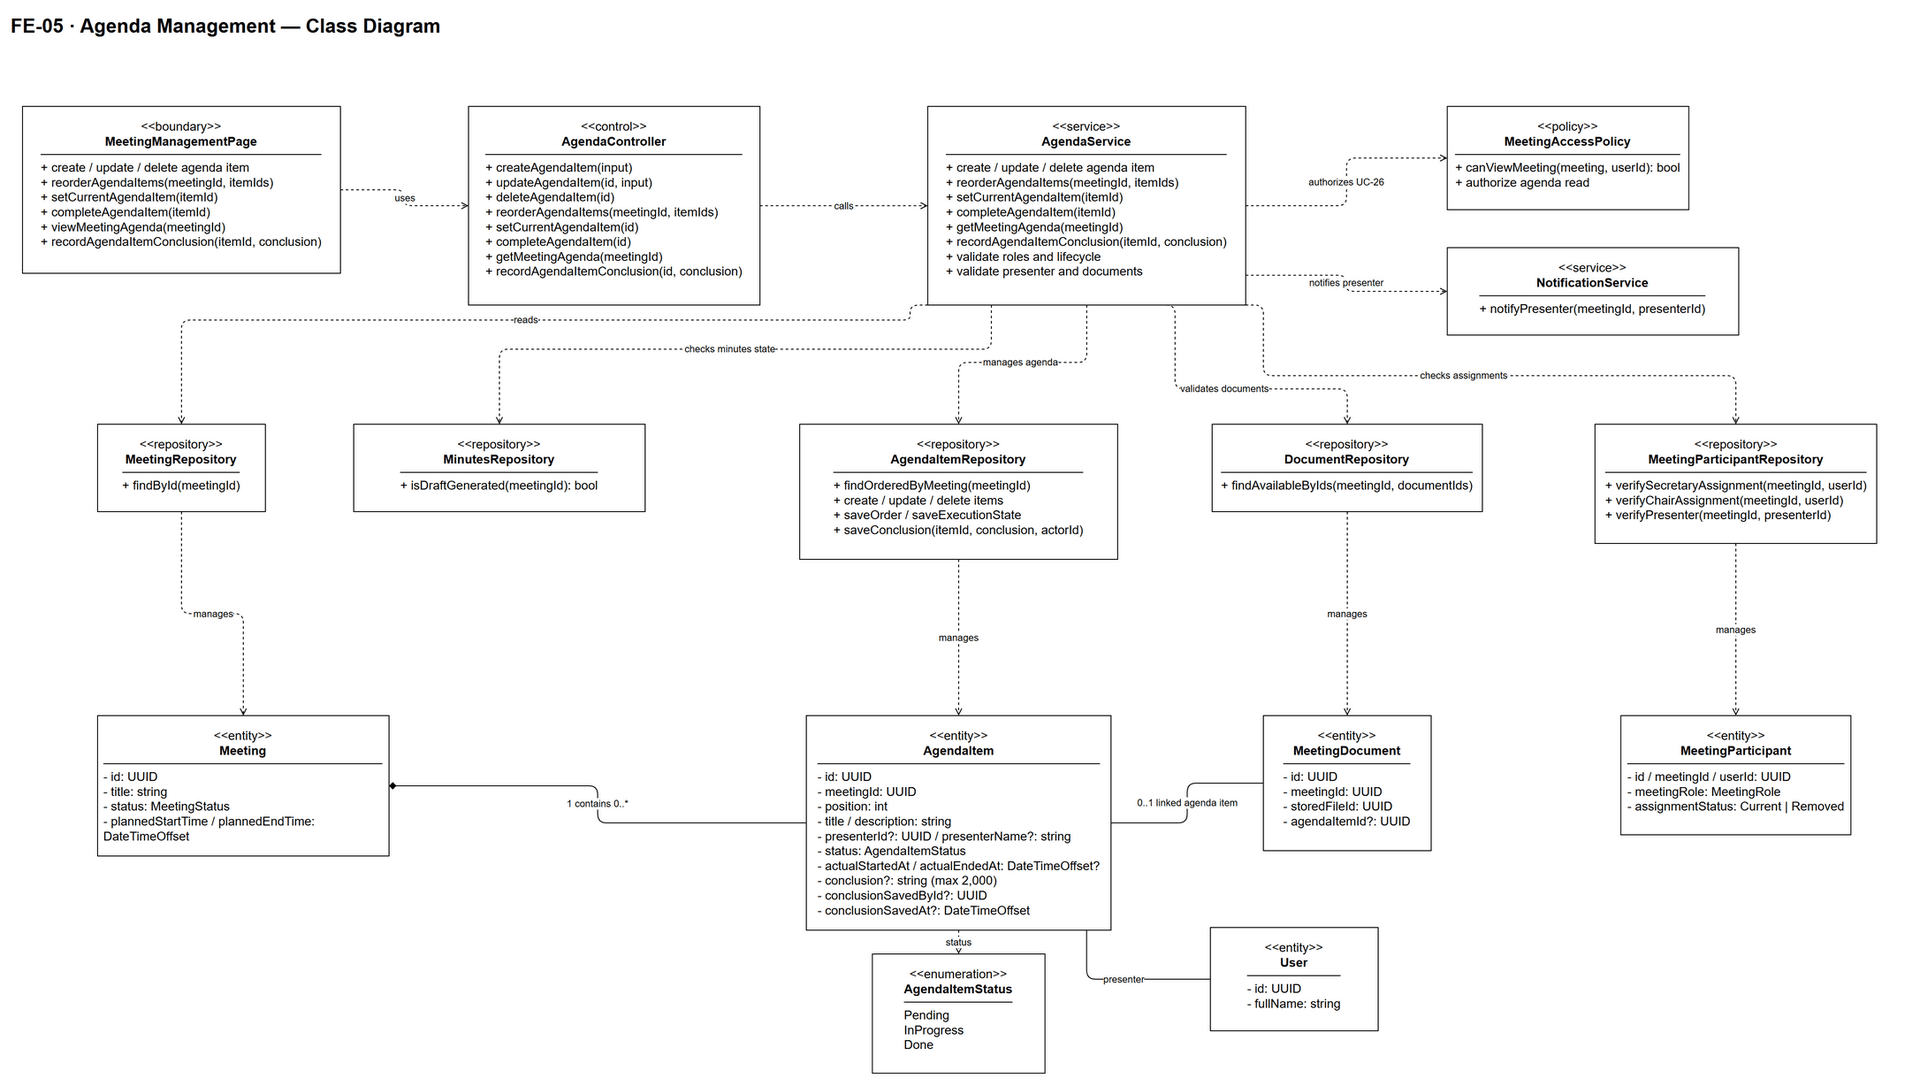 FE-05 · Agenda Management — Class Diagram
<<boundary>>
MeetingManagementPage
+ create / update / delete agenda item
+ reorderAgendaItems(meetingId, itemIds)
+ setCurrentAgendaItem(itemId)
+ completeAgendaItem(itemId)
+ viewMeetingAgenda(meetingId)
+ recordAgendaItemConclusion(itemId, conclusion)
uses
<<control>>
AgendaController
+ createAgendaItem(input)
+ updateAgendaItem(id, input)
+ deleteAgendaItem(id)
+ reorderAgendaItems(meetingId, itemIds)
+ setCurrentAgendaItem(id)
+ completeAgendaItem(id)
+ getMeetingAgenda(meetingId)
+ recordAgendaItemConclusion(id, conclusion)
calls
<<service>>
AgendaService
+ create / update / delete agenda item
+ reorderAgendaItems(meetingId, itemIds)
+ setCurrentAgendaItem(itemId)
+ completeAgendaItem(itemId)
+ getMeetingAgenda(meetingId)
+ recordAgendaItemConclusion(itemId, conclusion)
+ validate roles and lifecycle
+ validate presenter and documents
authorizes UC-26
<<policy>>
MeetingAccessPolicy
+ canViewMeeting(meeting, userId): bool
+ authorize agenda read
notifies presenter
<<service>>
NotificationService
+ notifyPresenter(meetingId, presenterId)
reads
checks minutes state
manages agenda
validates documents
checks assignments
<<repository>>
MeetingRepository
+ findById(meetingId)
<<repository>>
MinutesRepository
+ isDraftGenerated(meetingId): bool
<<repository>>
AgendaItemRepository
+ findOrderedByMeeting(meetingId)
+ create / update / delete items
+ saveOrder / saveExecutionState
+ saveConclusion(itemId, conclusion, actorId)
<<repository>>
DocumentRepository
+ findAvailableByIds(meetingId, documentIds)
<<repository>>
MeetingParticipantRepository
+ verifySecretaryAssignment(meetingId, userId)
+ verifyChairAssignment(meetingId, userId)
+ verifyPresenter(meetingId, presenterId)
manages
manages
manages
manages
<<entity>>
Meeting
- id: UUID
- title: string
- status: MeetingStatus
- plannedStartTime / plannedEndTime:
DateTimeOffset
1 contains 0..*
<<entity>>
AgendaItem
- id: UUID
- meetingId: UUID
- position: int
- title / description: string
- presenterId?: UUID / presenterName?: string
- status: AgendaItemStatus
- actualStartedAt / actualEndedAt: DateTimeOffset?
- conclusion?: string (max 2,000)
- conclusionSavedById?: UUID
- conclusionSavedAt?: DateTimeOffset
0..1 linked agenda item
<<entity>>
MeetingDocument
- id: UUID
- meetingId: UUID
- storedFileId: UUID
- agendaItemId?: UUID
<<entity>>
MeetingParticipant
- id / meetingId / userId: UUID
- meetingRole: MeetingRole
- assignmentStatus: Current | Removed
status
<<enumeration>>
AgendaItemStatus
Pending
InProgress
Done
presenter
<<entity>>
User
- id: UUID
- fullName: string